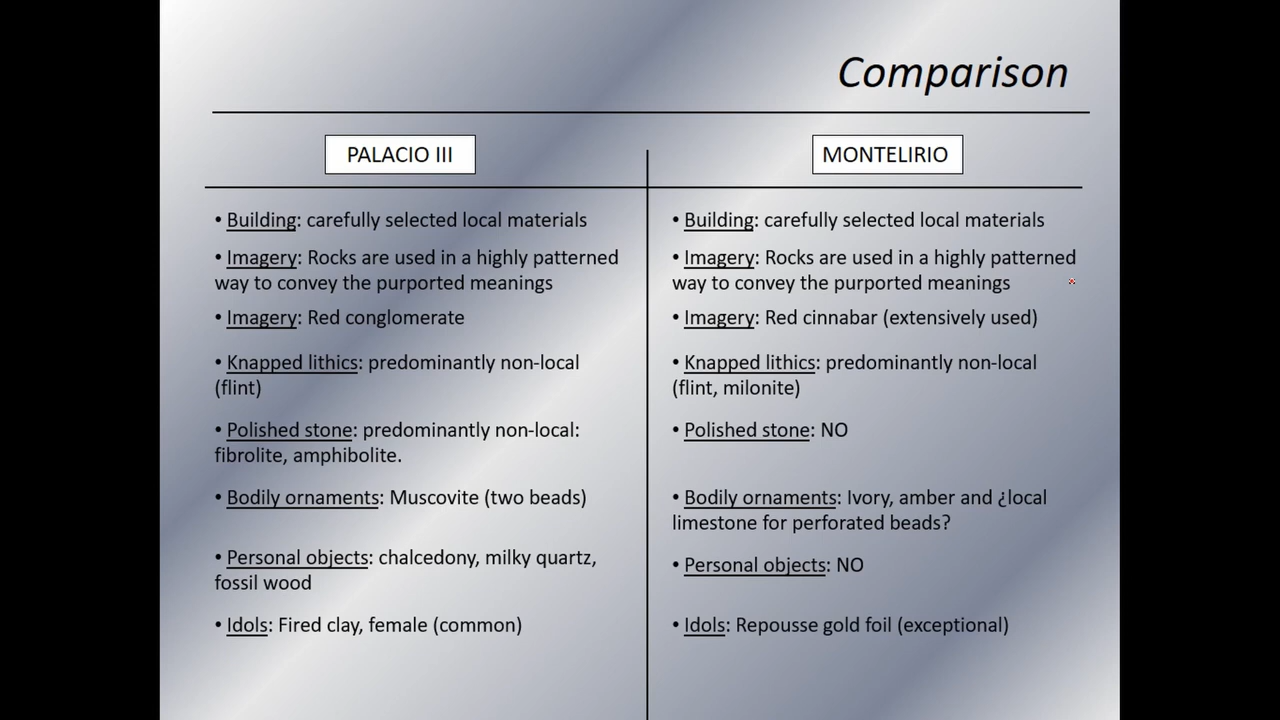 Comparison
PALACIO III
• Building: carefully selected local materials
• Imagery: Rocks are used in a highly patterned
way to convey the purported meanings
• Imagery: Red conglomerate
• Knapped lithics: predominantly non-local
(flint)
• Polished stone: predominantly non-local:
fibrolite, amphibolite.
• Bodily ornaments: Muscovite (two beads)
• Personal objects: chalcedony, milky quartz,
fossil wood
• Idols: Fired clay, female (common)
MONTELIRIO
• Building: carefully selected local materials
• Imagery: Rocks are used in a highly patterned
way to convey the purported meanings
• Imagery: Red cinnabar (extensively used)
• Knapped lithics: predominantly non-local
(flint, milonite)
• Polished stone: NO
• Bodily ornaments: Ivory, amber and ¿local
limestone for perforated beads?
• Personal objects: NO
• Idols: Repousse gold foil (exceptional)